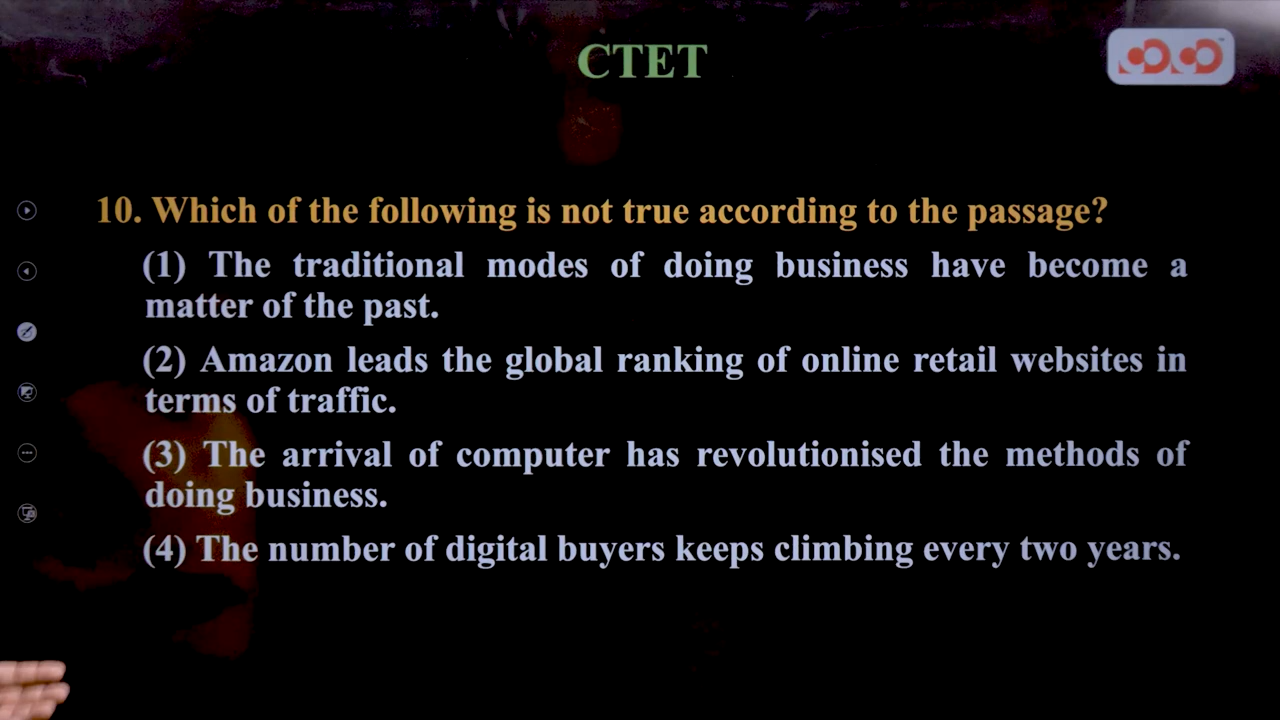 CTET
10. Which of the following is not true according to the passage?
(1) The traditional modes of doing business have become a
matter of the past.
(2) Amazon leads the global ranking of online retail websites in
terms of traffic.
(3) The arrival of computer has revolutionised the methods of
doing business.
(4) The number of digital buyers keeps climbing every two years.